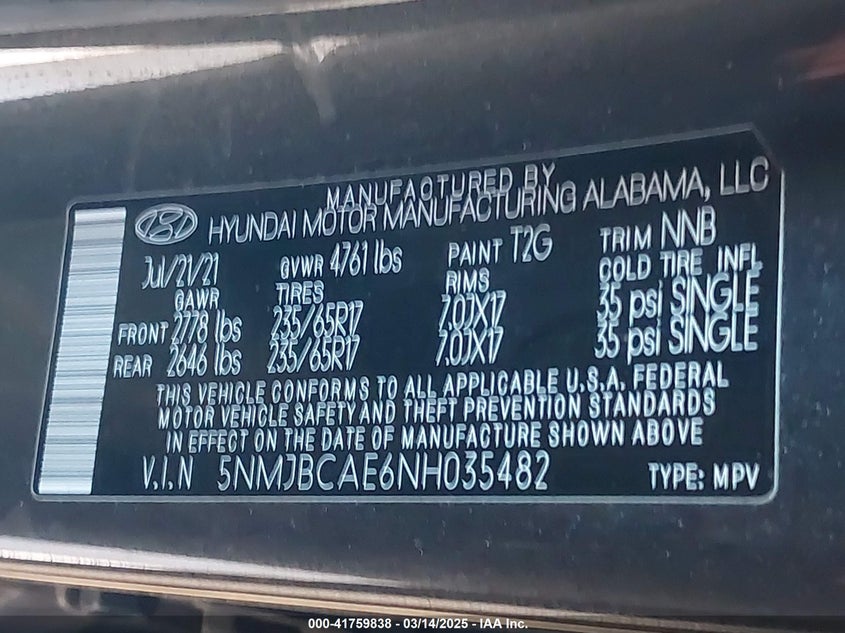 MANUFACTURED BY
HYUNDAI MOTOR MANUFACTURING ALABAMA, LLC
Jul/21/21 GVWR 4761 lbs PAINT T2G TRIM NNB
GAWR TIRES RIMS COLD TIRE INFL
FRONT 2778 lbs 235/65R17 7.0JX17 35 psi SINGLE
REAR 2646 lbs 235/65R17 7.0JX17 35 psi SINGLE
THIS VEHICLE CONFORMS TO ALL APPLICABLE U.S.A. FEDERAL
MOTOR VEHICLE SAFETY AND THEFT PREVENTION STANDARDS
IN EFFECT ON THE DATE OF MANUFACTURE SHOWN ABOVE
V.I.N 5NMJBCAE6NH035482 TYPE: MPV
000-41759838 - 03/14/2025 - IAA Inc.